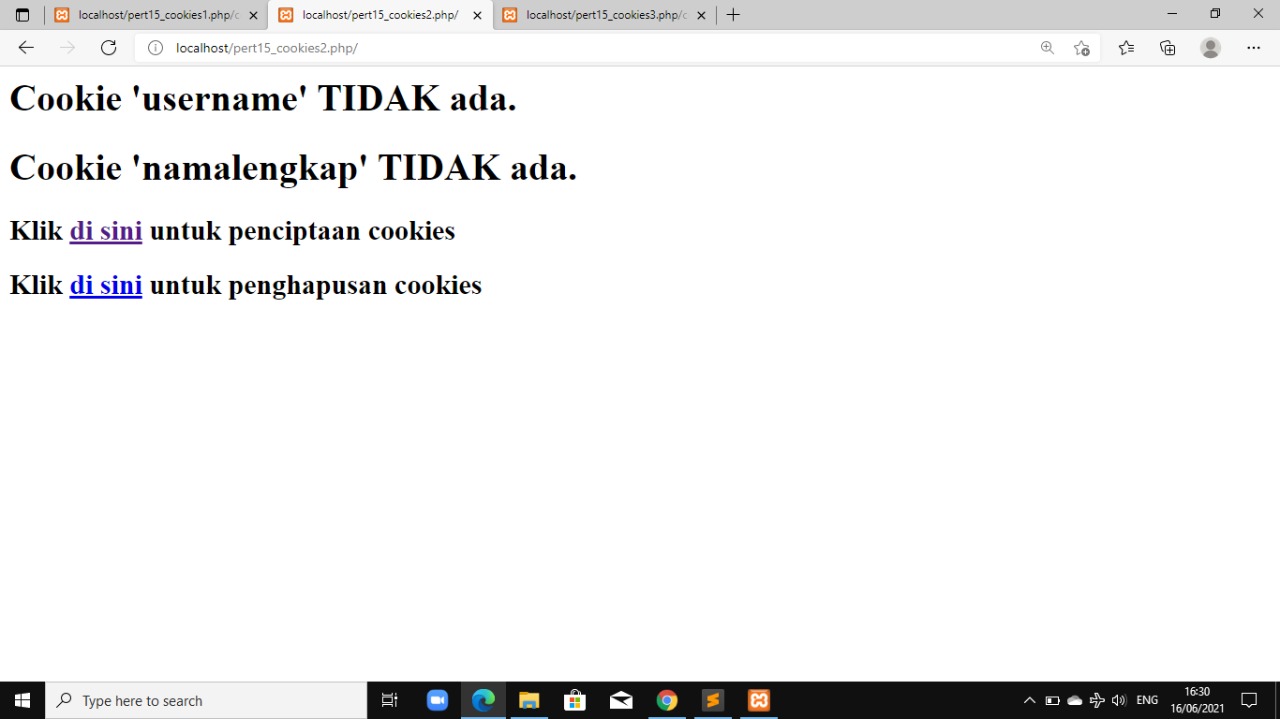 localhost/pert15_cookies1.php/c
localhost/pert15_cookies2.php/
localhost/pert15_cookies3.php/c
localhost/pert15_cookies2.php/
Cookie 'username' TIDAK ada.
Cookie 'namalengkap' TIDAK ada.
Klik di sini untuk penciptaan cookies
Klik di sini untuk penghapusan cookies
Type here to search
ENG
16:30
16/06/2021